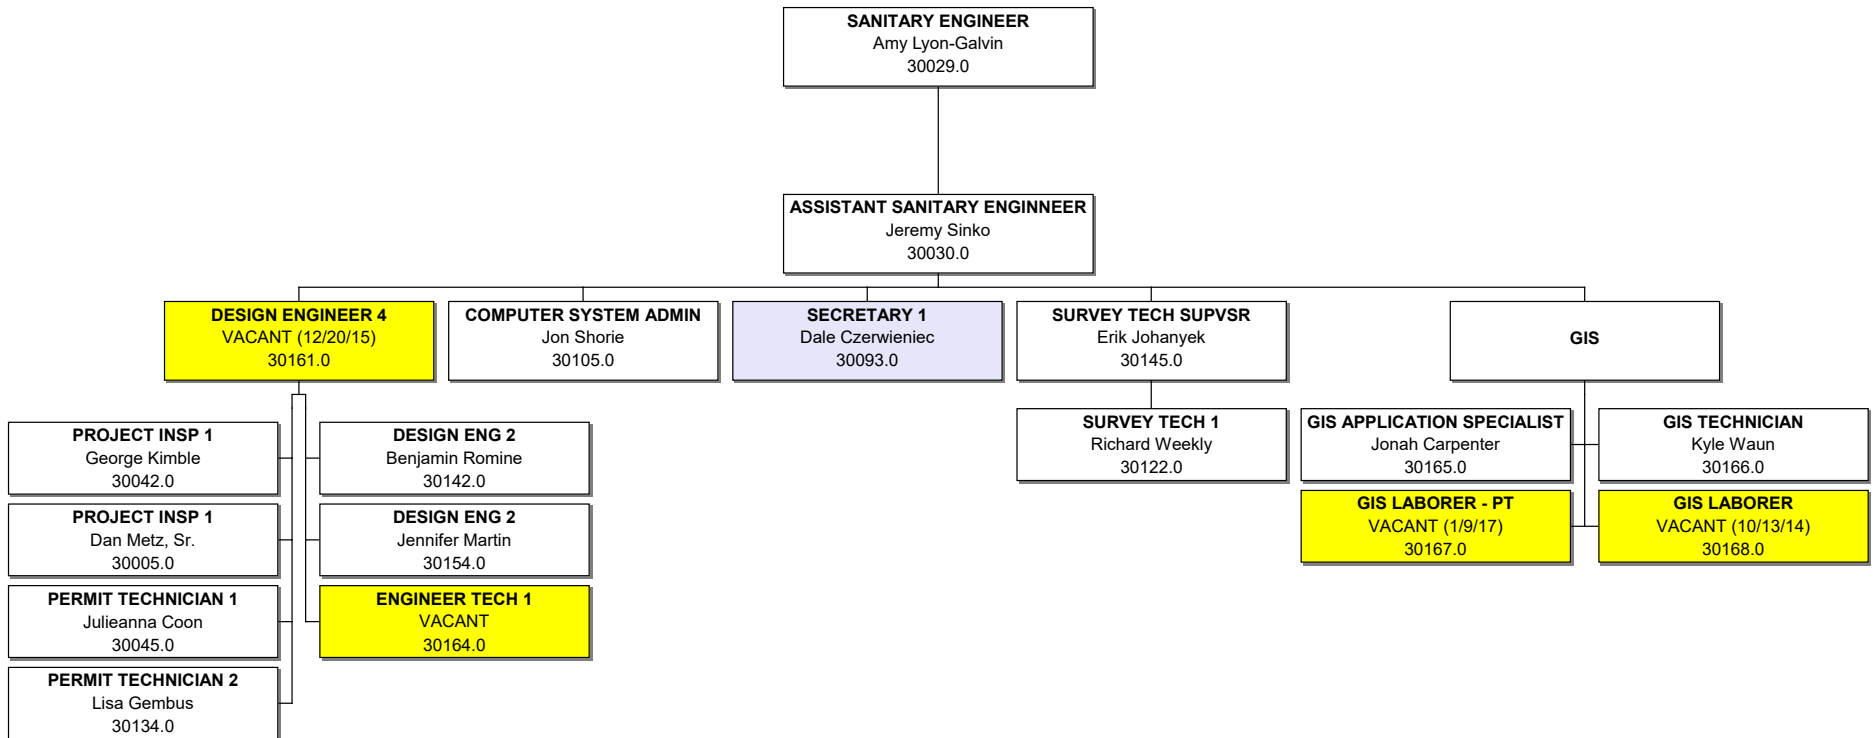 SANITARY ENGINEER
Amy Lyon-Galvin
30029.0
ASSISTANT SANITARY ENGINNEER
Jeremy Sinko
30030.0
DESIGN ENGINEER 4
VACANT (12/20/15)
30161.0
COMPUTER SYSTEM ADMIN
Jon Shorie
30105.0
SECRETARY 1
Dale Czerwieniec
30093.0
SURVEY TECH SUPVSR
Erik Johanyek
30145.0
GIS
PROJECT INSP 1
George Kimble
30042.0
DESIGN ENG 2
Benjamin Romine
30142.0
SURVEY TECH 1
Richard Weekly
30122.0
GIS APPLICATION SPECIALIST
Jonah Carpenter
30165.0
GIS TECHNICIAN
Kyle Waun
30166.0
PROJECT INSP 1
Dan Metz, Sr.
30005.0
DESIGN ENG 2
Jennifer Martin
30154.0
GIS LABORER - PT
VACANT (1/9/17)
30167.0
GIS LABORER
VACANT (10/13/14)
30168.0
PERMIT TECHNICIAN 1
Julieanna Coon
30045.0
ENGINEER TECH 1
VACANT
30164.0
PERMIT TECHNICIAN 2
Lisa Gembus
30134.0